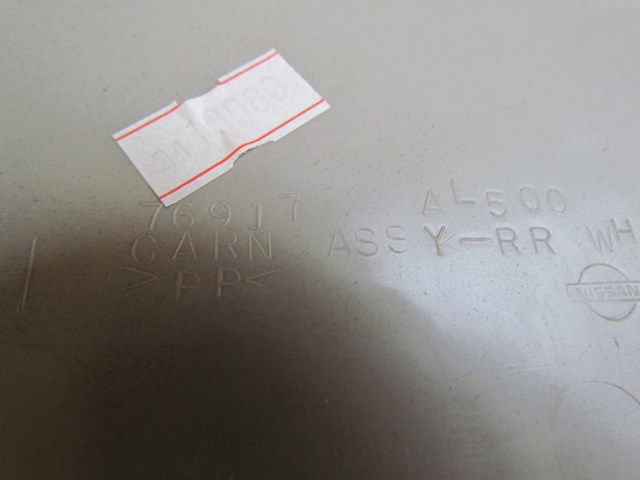 76917 AL500
GARN ASSY-RR WH
>PP<
NISSAN